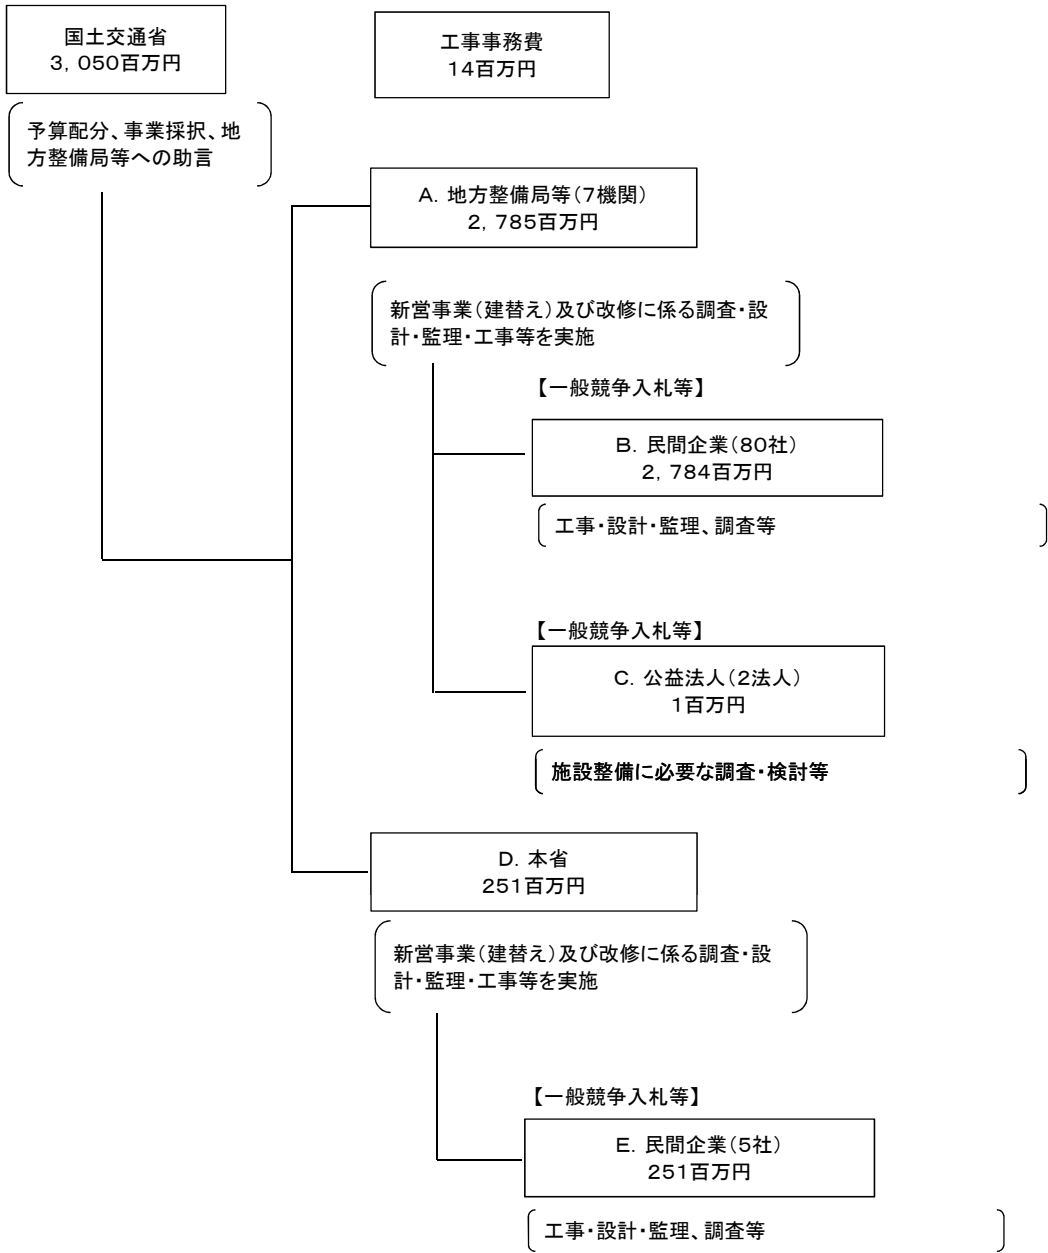 国土交通省
3，050百万円
工事事務費
14百万円
予算配分、事業採択、地
方整備局等への助言
A．地方整備局等（7機関）
2，785百万円
新営事業（建替え）及び改修に係る調査・設
計・監理・工事等を実施
【一般競争入札等】
B．民間企業（80社）
2，784百万円
工事・設計・監理、調査等
【一般競争入札等】
C．公益法人（2法人）
1百万円
施設整備に必要な調査・検討等
D．本省
251百万円
新営事業（建替え）及び改修に係る調査・設
計・監理・工事等を実施
【一般競争入札等】
E．民間企業（5社）
251百万円
工事・設計・監理、調査等